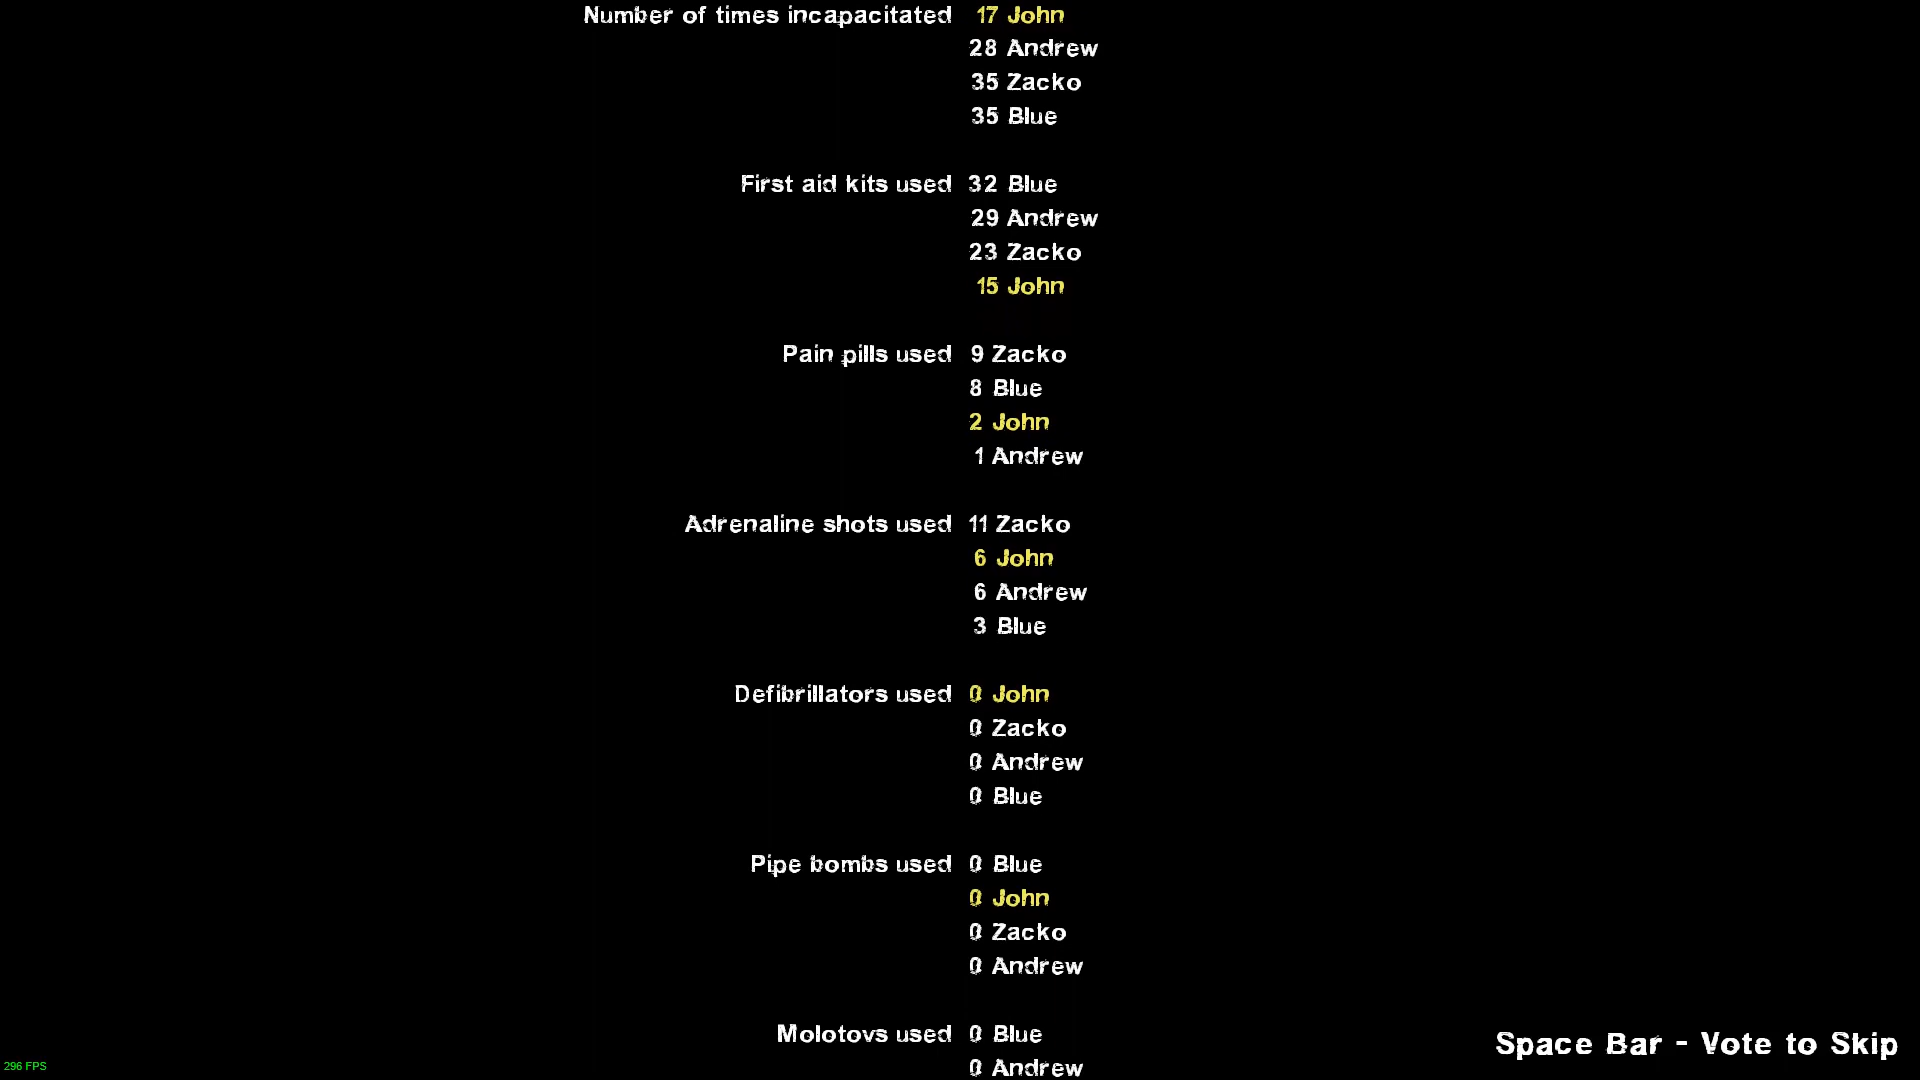 Number of times incapacitated 17 John
28 Andrew
35 Zacko
35 Blue
First aid kits used 32 Blue
29 Andrew
23 Zacko
15 John
Pain pills used 9 Zacko
8 Blue
2 John
1 Andrew
Adrenaline shots used 11 Zacko
6 John
6 Andrew
3 Blue
Defibrillators used 0 John
0 Zacko
0 Andrew
0 Blue
Pipe bombs used 0 Blue
0 John
0 Zacko
0 Andrew
Molotovs used 0 Blue
0 Andrew
Space Bar - Vote to Skip
296 FPS